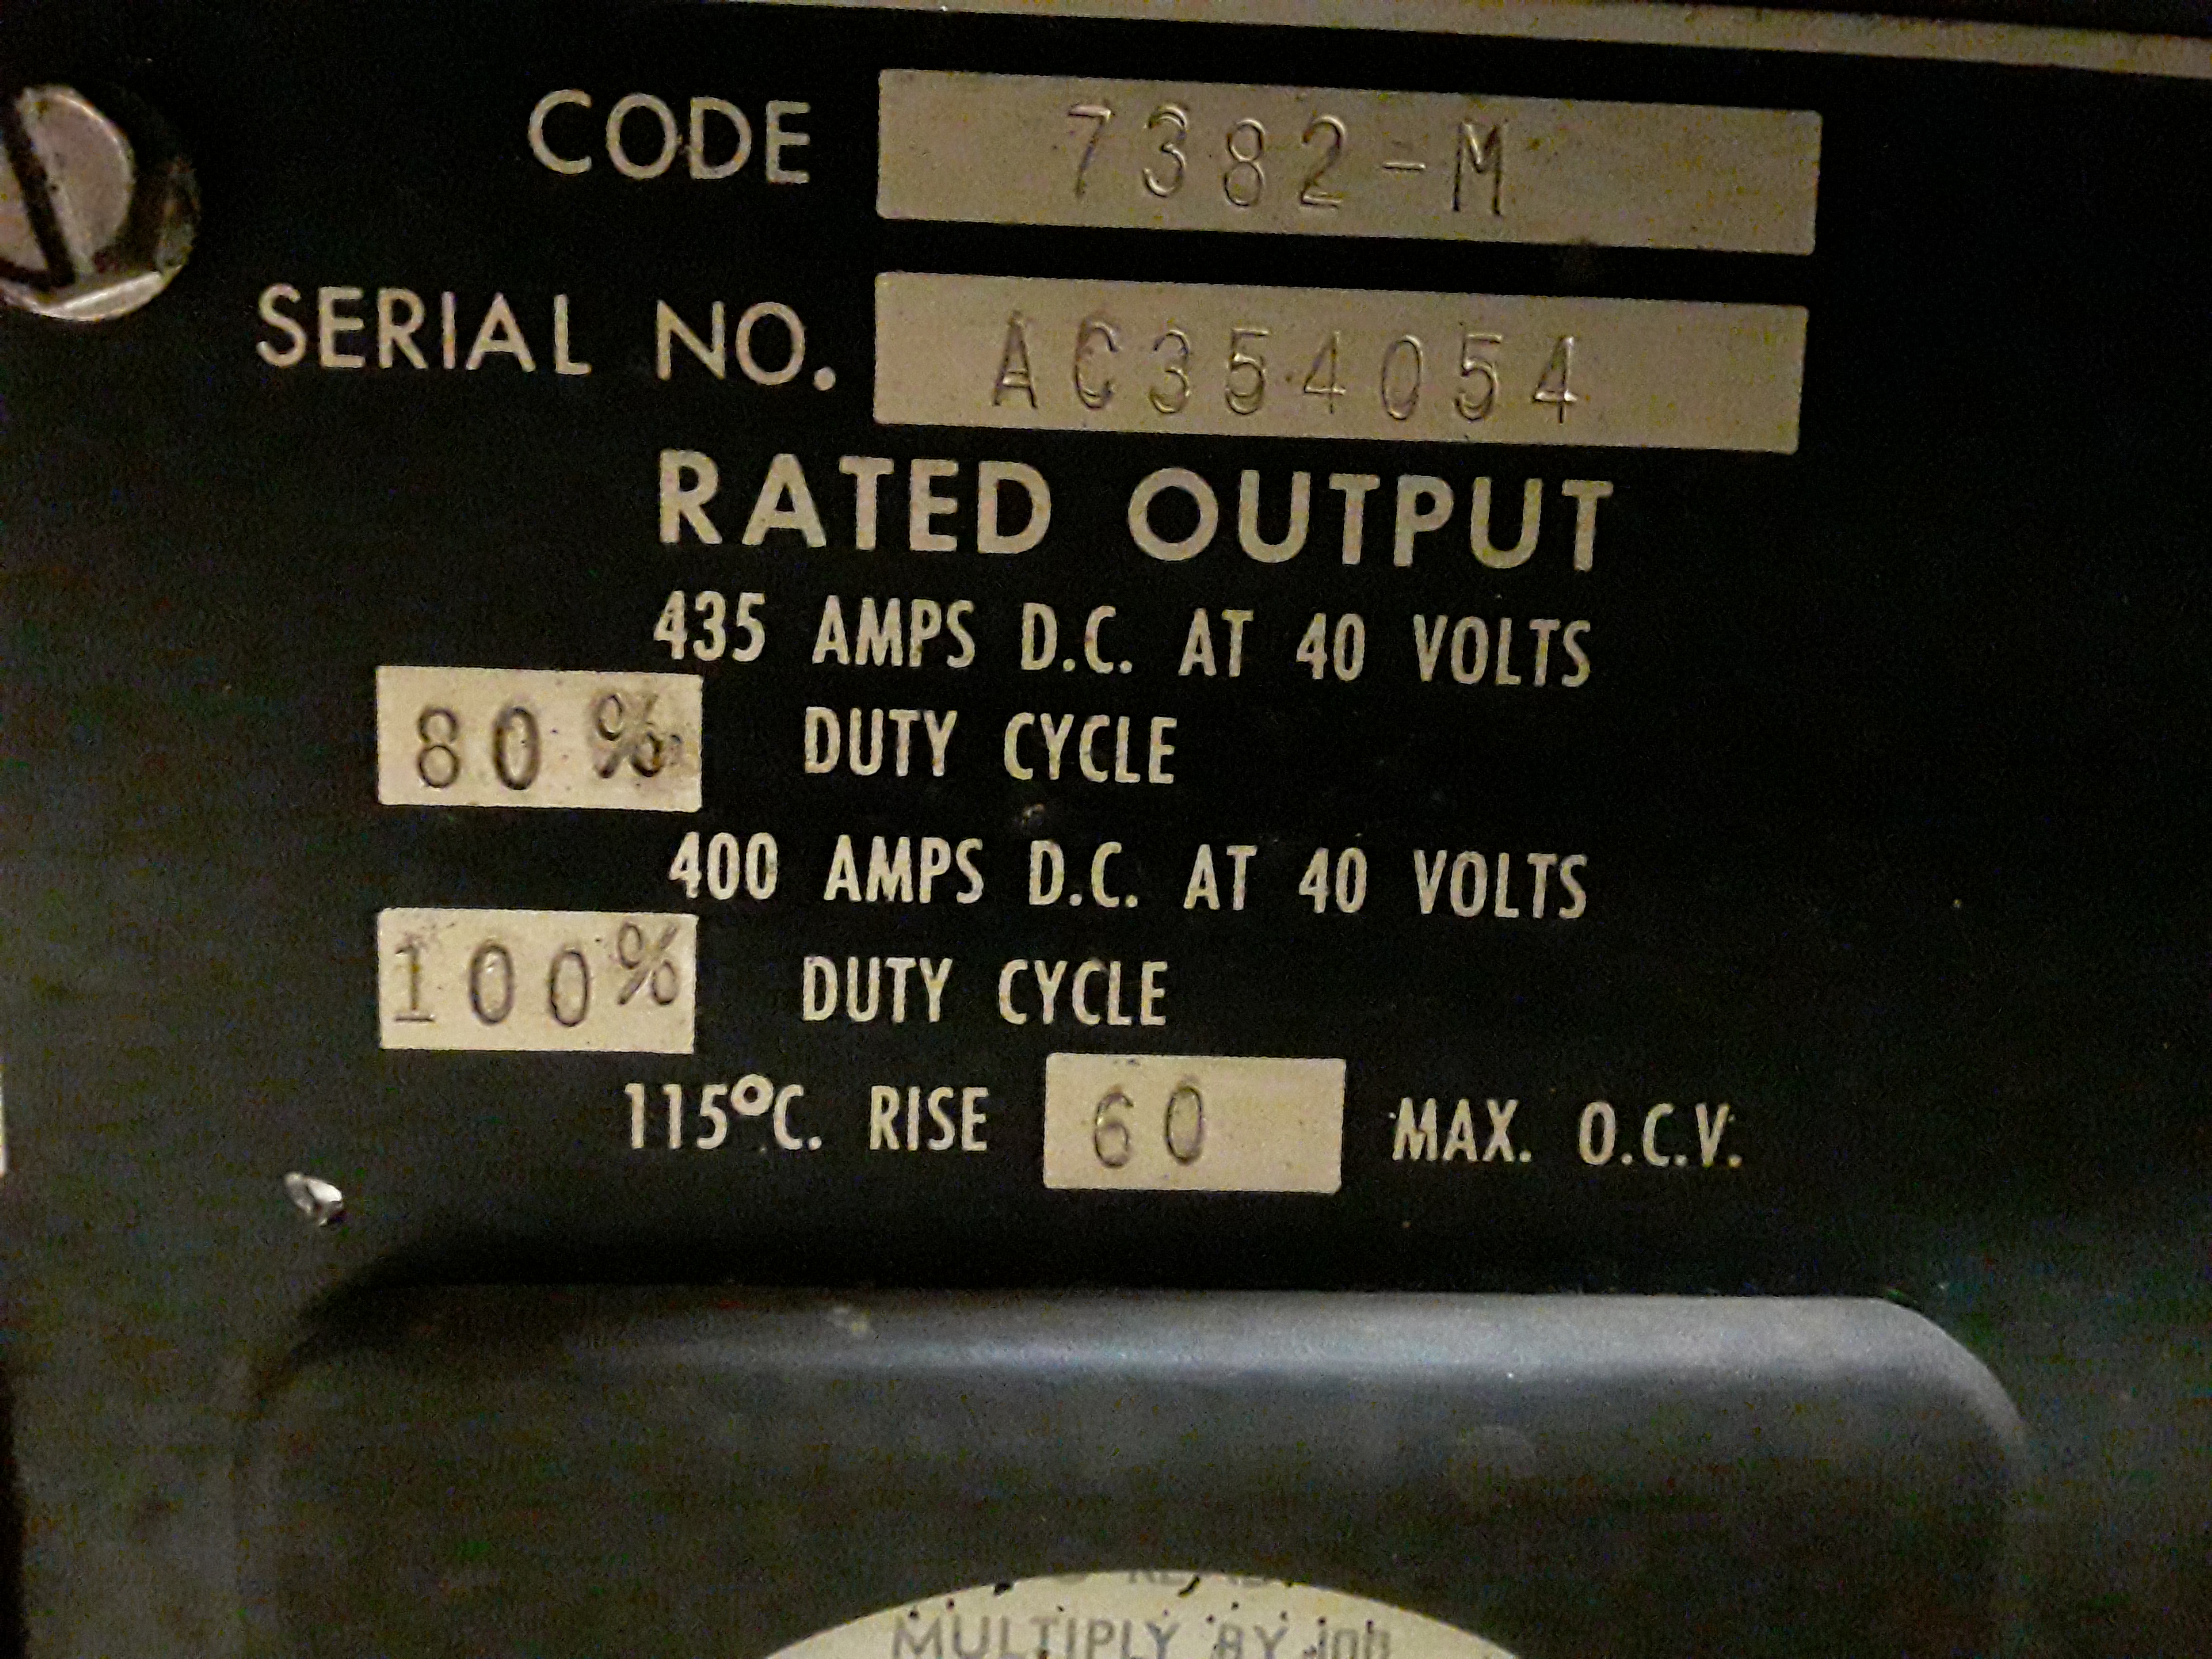 CODE 7382-M
SERIAL NO. AC354054
RATED OUTPUT
435 AMPS D.C. AT 40 VOLTS
80% DUTY CYCLE
400 AMPS D.C. AT 40 VOLTS
100% DUTY CYCLE
115°C. RISE 60 MAX. O.C.V.
MULTIPLY BY